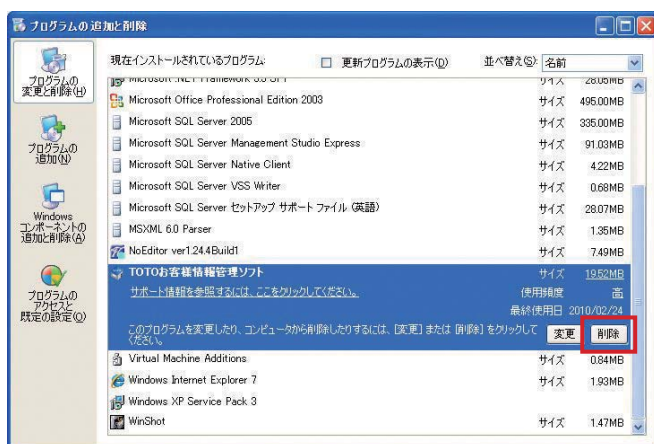 プログラムの追加と削除
プログラムの
変更と削除(H)
プログラムの
追加(N)
Windows
コンポーネントの
追加と削除(A)
プログラムの
アクセスと
既定の設定(O)
現在インストールされているプログラム: 更新プログラムの表示(D) 並べ替え(S): 名前
Microsoft .NET Framework 3.5 SP1 サイズ 28.05MB
Microsoft Office Professional Edition 2003 サイズ 495.00MB
Microsoft SQL Server 2005 サイズ 335.00MB
Microsoft SQL Server Management Studio Express サイズ 91.03MB
Microsoft SQL Server Native Client サイズ 4.22MB
Microsoft SQL Server VSS Writer サイズ 0.68MB
Microsoft SQL Server セットアップ サポート ファイル (英語) サイズ 28.07MB
MSXML 6.0 Parser サイズ 1.35MB
NoEditor ver1.24.4Build1 サイズ 7.49MB
TOTOお客様情報管理ソフト サイズ 19.52MB
サポート情報を参照するには、ここをクリックしてください。 使用頻度 高
最終使用日 2010/02/24
このプログラムを変更したり、コンピュータから削除したりするには、[変更] または [削除] をクリックして
ください。 変更 削除
Virtual Machine Additions サイズ 0.84MB
Windows Internet Explorer 7 サイズ 1.93MB
Windows XP Service Pack 3
WinShot サイズ 1.47MB